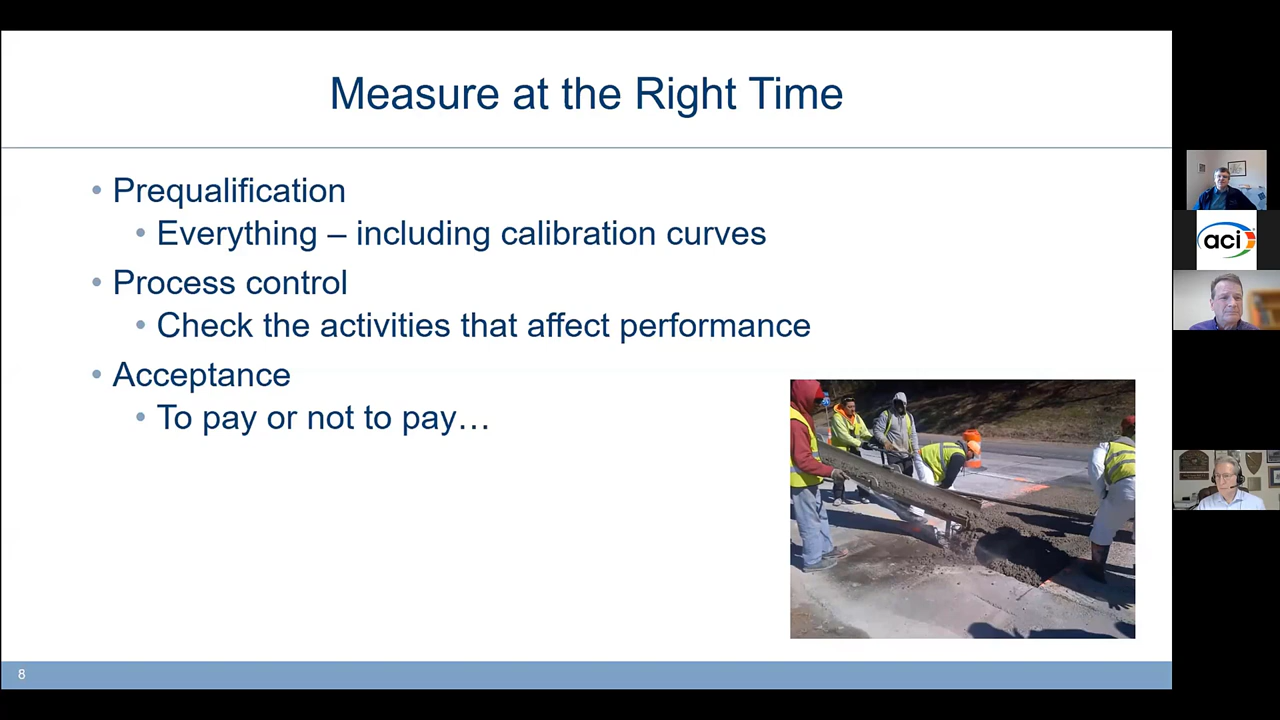 Measure at the Right Time
• Prequalification
• Everything – including calibration curves
• Process control
• Check the activities that affect performance
• Acceptance
• To pay or not to pay…
8
aci